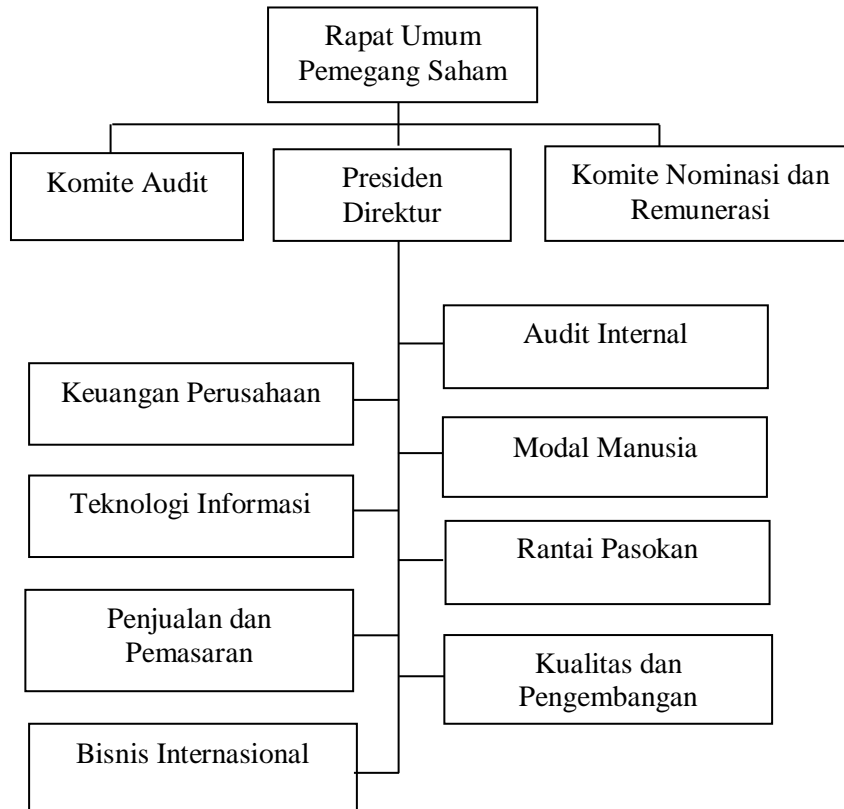 Rapat Umum
Pemegang Saham
Komite Audit
Presiden
Direktur
Komite Nominasi dan
Remunerasi
Audit Internal
Keuangan Perusahaan
Modal Manusia
Teknologi Informasi
Rantai Pasokan
Penjualan dan
Pemasaran
Kualitas dan
Pengembangan
Bisnis Internasional